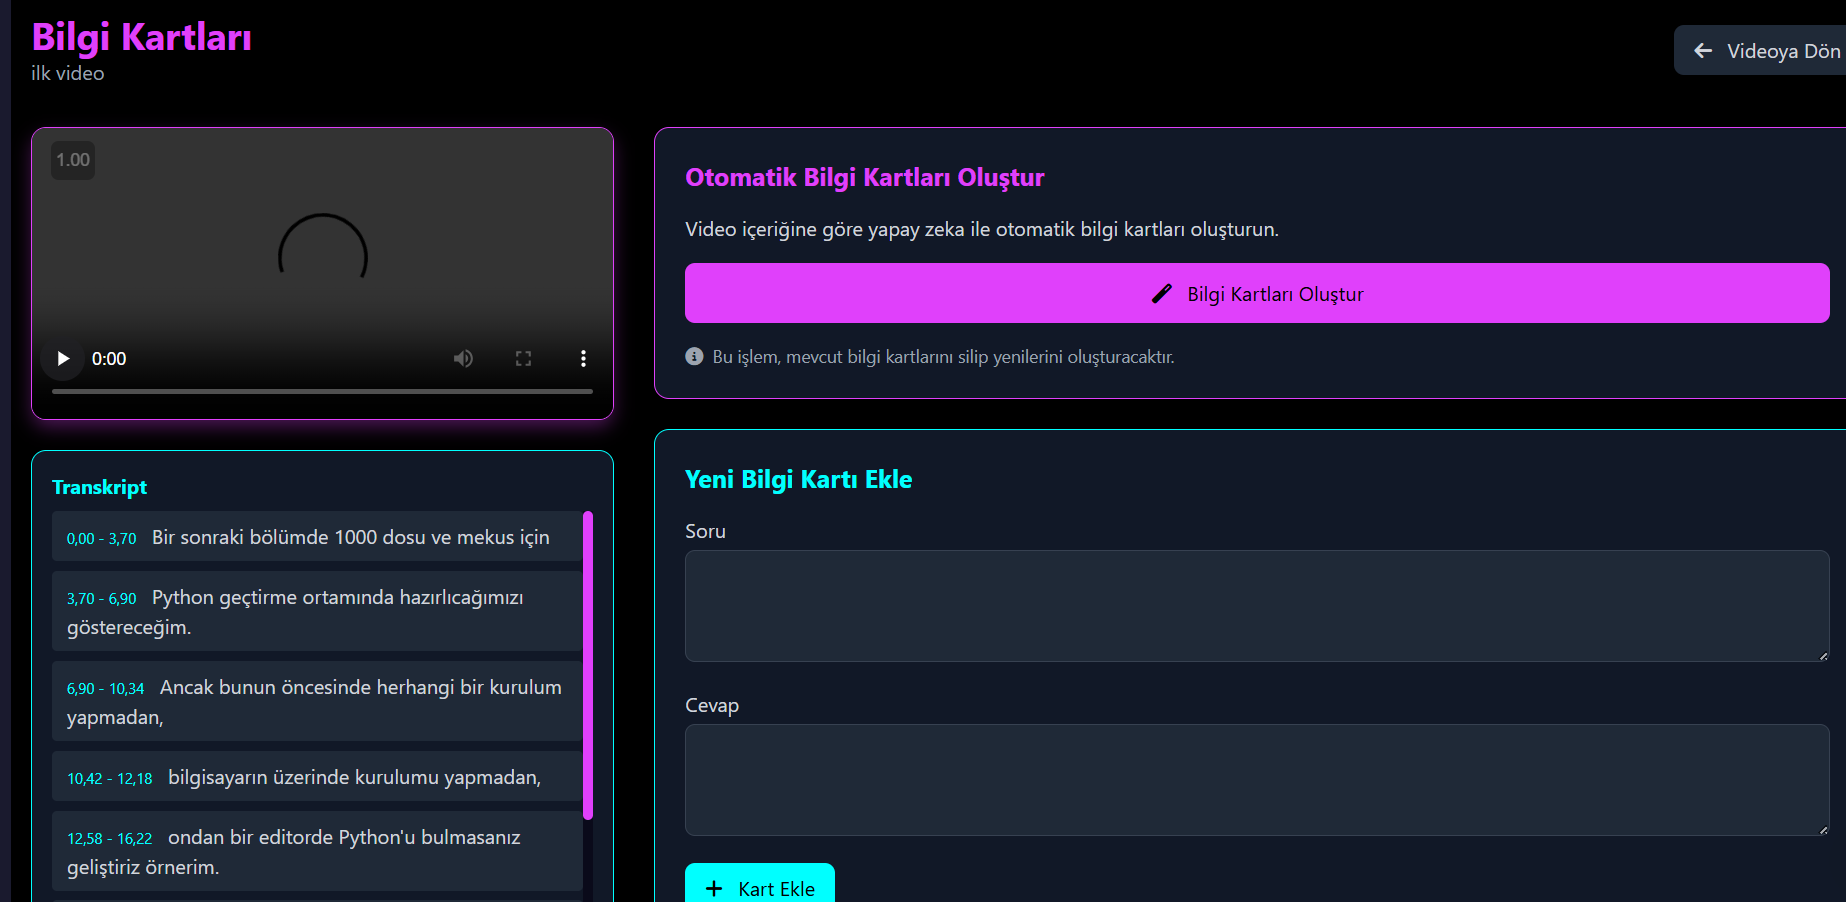 Bilgi Kartları
ilk video
Videoya Dön
1.00
0:00
Transkript
0,00 - 3,70 Bir sonraki bölümde 1000 dosu ve mekus için
3,70 - 6,90 Python geçtirme ortamında hazırlıcağımızı
göstereceğim.
6,90 - 10,34 Ancak bunun öncesinde herhangi bir kurulum
yapmadan,
10,42 - 12,18 bilgisayarın üzerinde kurulumu yapmadan,
12,58 - 16,22 ondan bir editorde Python'u bulmasanız
geliştiriz örnerim.
Otomatik Bilgi Kartları Oluştur
Video içeriğine göre yapay zeka ile otomatik bilgi kartları oluşturun.
Bilgi Kartları Oluştur
Bu işlem, mevcut bilgi kartlarını silip yenilerini oluşturacaktır.
Yeni Bilgi Kartı Ekle
Soru
Cevap
Kart Ekle